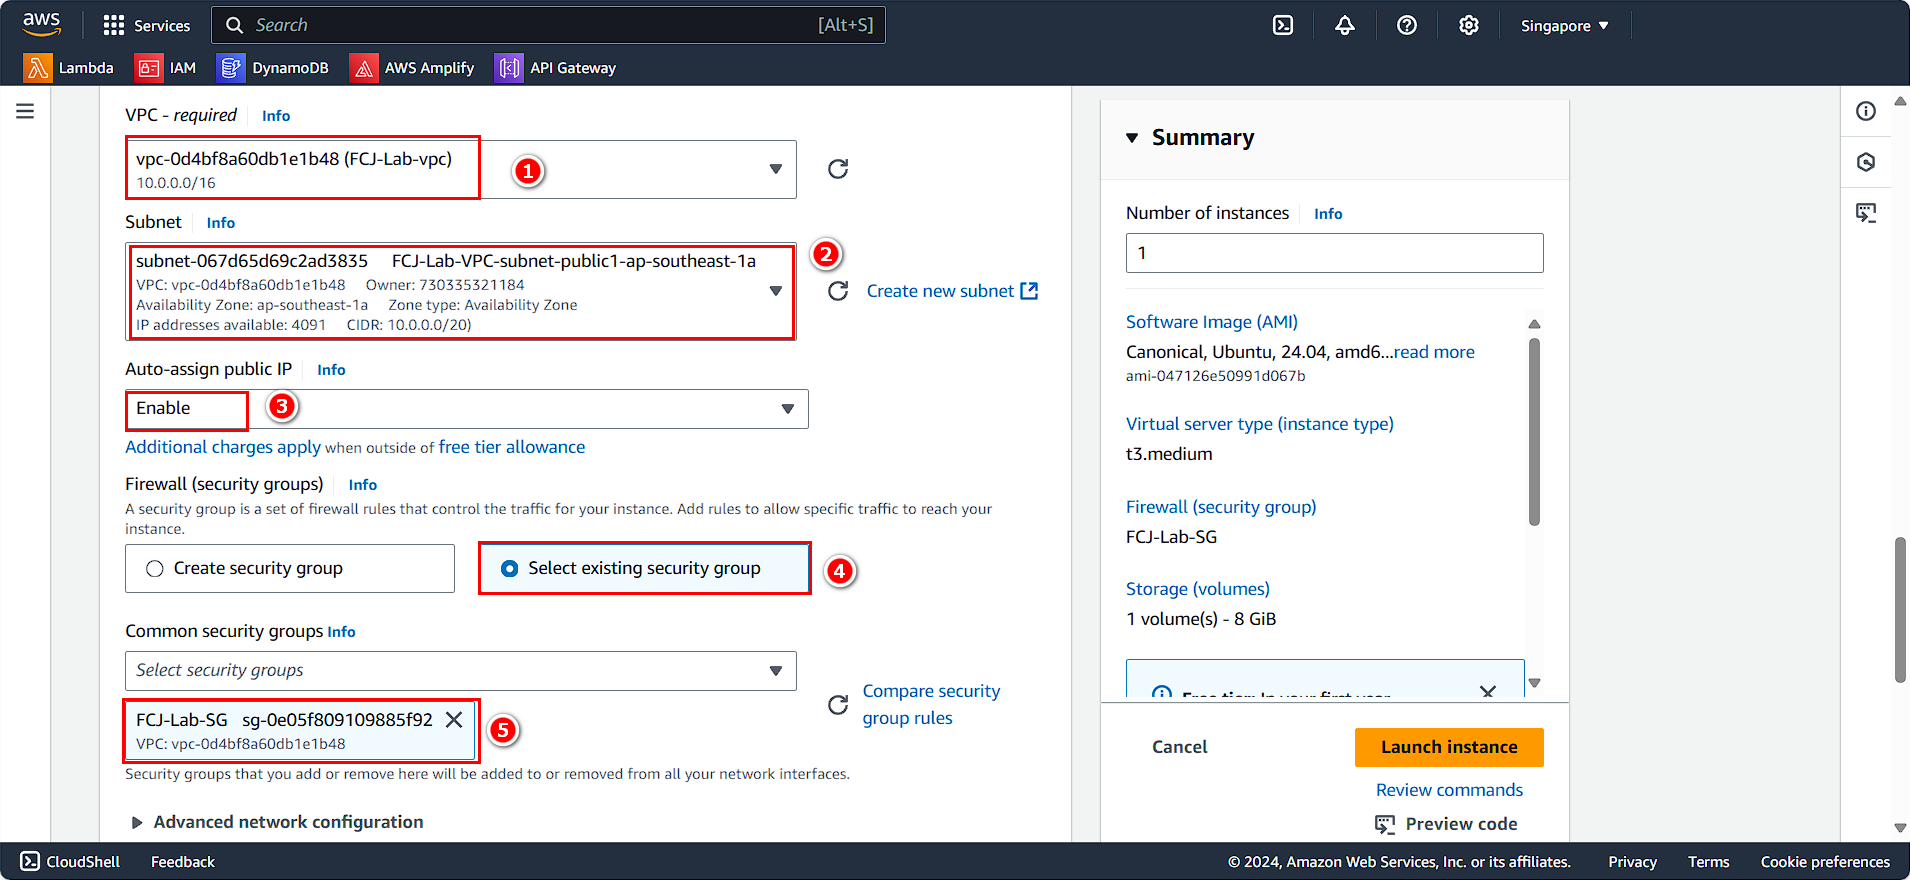 aws
Services
Search
[Alt+S]
Singapore
Lambda
IAM
DynamoDB
AWS Amplify
API Gateway
VPC - required
Info
vpc-0d4bf8a60db1e1b48 (FCJ-Lab-vpc)
10.0.0.0/16
1
Subnet
Info
subnet-067d65d69c2ad3835 FCJ-Lab-VPC-subnet-public1-ap-southeast-1a
VPC: vpc-0d4bf8a60db1e1b48 Owner: 730335321184
Availability Zone: ap-southeast-1a Zone type: Availability Zone
IP addresses available: 4091 CIDR: 10.0.0.0/20)
2
Create new subnet
Auto-assign public IP
Info
Enable
3
Additional charges apply when outside of free tier allowance
Firewall (security groups)
Info
A security group is a set of firewall rules that control the traffic for your instance. Add rules to allow specific traffic to reach your
instance.
Create security group
Select existing security group
4
Common security groups Info
Select security groups
Compare security
group rules
FCJ-Lab-SG sg-0e05f809109885f92
VPC: vpc-0d4bf8a60db1e1b48
5
Security groups that you add or remove here will be added to or removed from all your network interfaces.
Advanced network configuration
Summary
Number of instances
Info
1
Software Image (AMI)
Canonical, Ubuntu, 24.04, amd6...read more
ami-047126e50991d067b
Virtual server type (instance type)
t3.medium
Firewall (security group)
FCJ-Lab-SG
Storage (volumes)
1 volume(s) - 8 GiB
Free tier: In your first year
Cancel
Launch instance
Review commands
Preview code
CloudShell
Feedback
© 2024, Amazon Web Services, Inc. or its affiliates.
Privacy
Terms
Cookie preferences